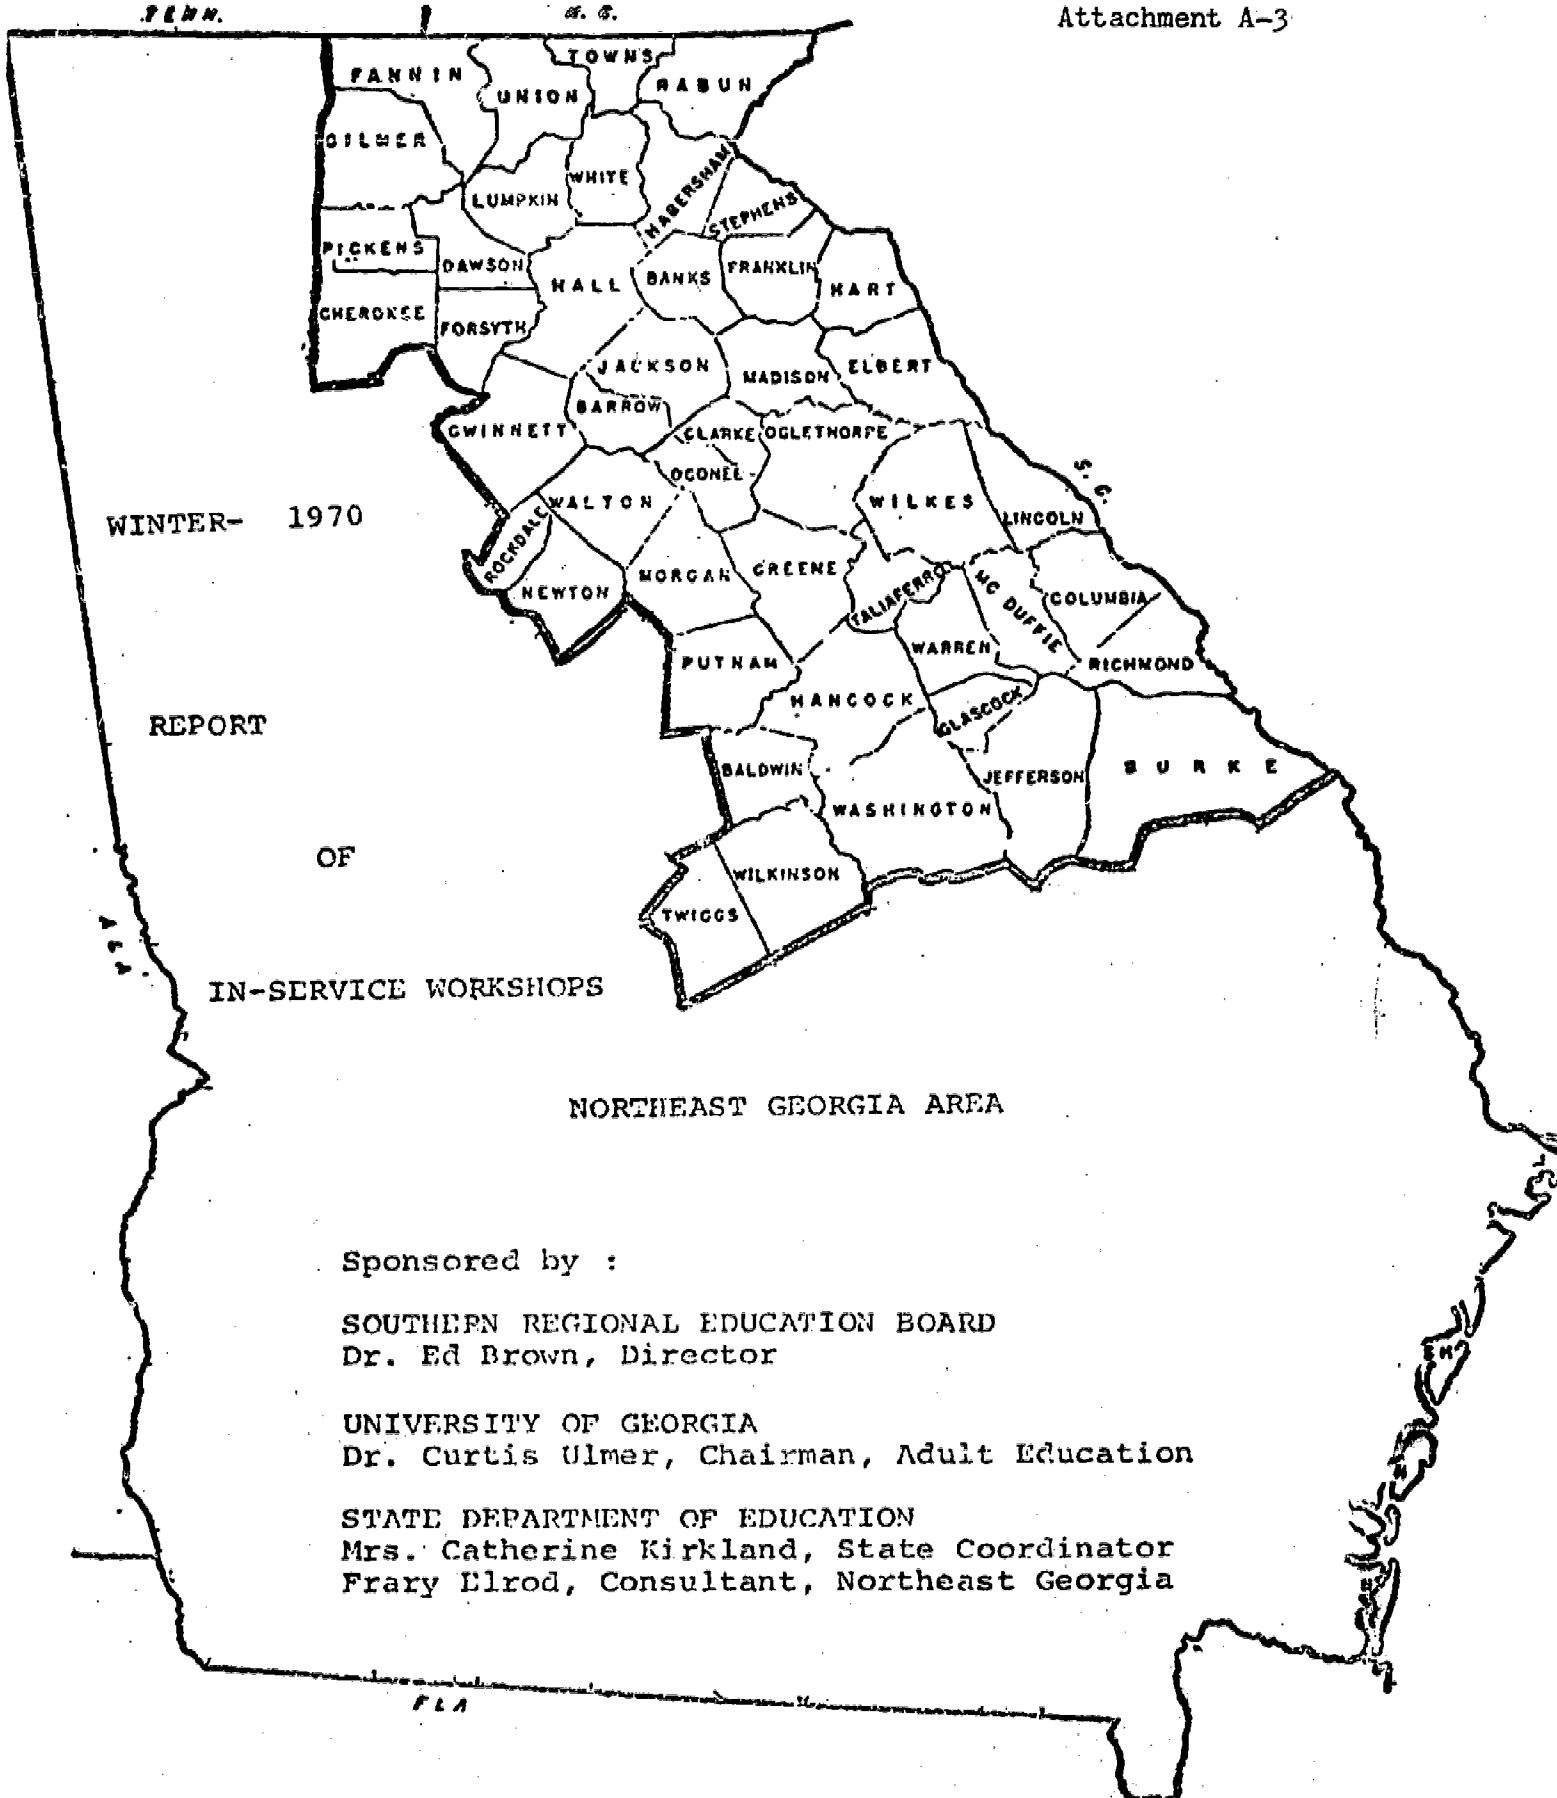 Attachment A-3
TENN.
N. C.
FANNIN
UNION
TOWNS
RABUN
GILMER
LUMPKIN
WHITE
HABERSHAM
STEPHENS
PICKENS
DAWSON
HALL
BANKS
FRANKLIN
HART
CHEROKEE
FORSYTH
JACKSON
MADISON
ELBERT
GWINNETT
BARROW
CLARKE
OGLETHORPE
OCONEE
WALTON
WILKES
LINCOLN
S. C.
WINTER- 1970
ROCKDALE
NEWTON
MORGAN
GREENE
TALIAFERRO
MC DUFFIE
COLUMBIA
WARREN
RICHMOND
PUTNAM
HANCOCK
GLASCOCK
REPORT
BALDWIN
WASHINGTON
JEFFERSON
BURKE
OF
WILKINSON
TWIGGS
ALA.
IN-SERVICE WORKSHOPS
NORTHEAST GEORGIA AREA
Sponsored by :
SOUTHERN REGIONAL EDUCATION BOARD
Dr. Ed Brown, Director
UNIVERSITY OF GEORGIA
Dr. Curtis Ulmer, Chairman, Adult Education
STATE DEPARTMENT OF EDUCATION
Mrs. Catherine Kirkland, State Coordinator
Frary Elrod, Consultant, Northeast Georgia
FLA